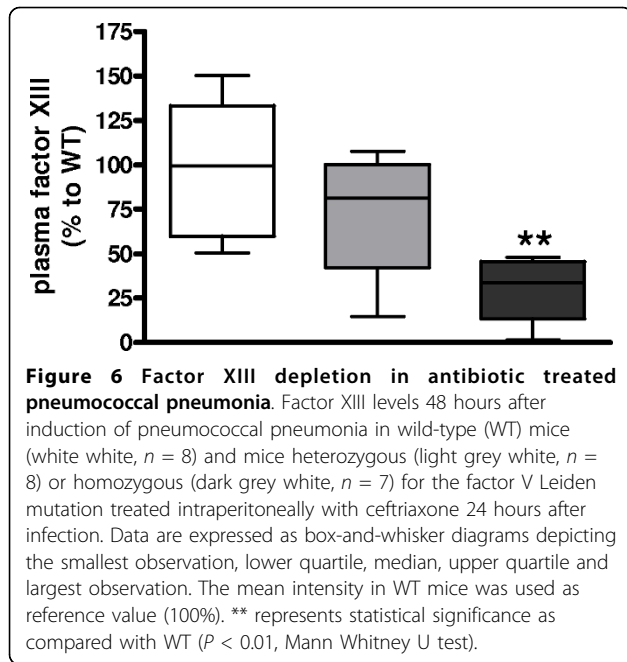 175
150
125
100
75
50
25
0
plasma factor XIII
(% to WT)
**
Figure 6 Factor XIII depletion in antibiotic treated
pneumococcal pneumonia. Factor XIII levels 48 hours after
induction of pneumococcal pneumonia in wild-type (WT) mice
(white white, n = 8) and mice heterozygous (light grey white, n =
8) or homozygous (dark grey white, n = 7) for the factor V Leiden
mutation treated intraperitoneally with ceftriaxone 24 hours after
infection. Data are expressed as box-and-whisker diagrams depicting
the smallest observation, lower quartile, median, upper quartile and
largest observation. The mean intensity in WT mice was used as
reference value (100%). ** represents statistical significance as
compared with WT (P < 0.01, Mann Whitney U test).